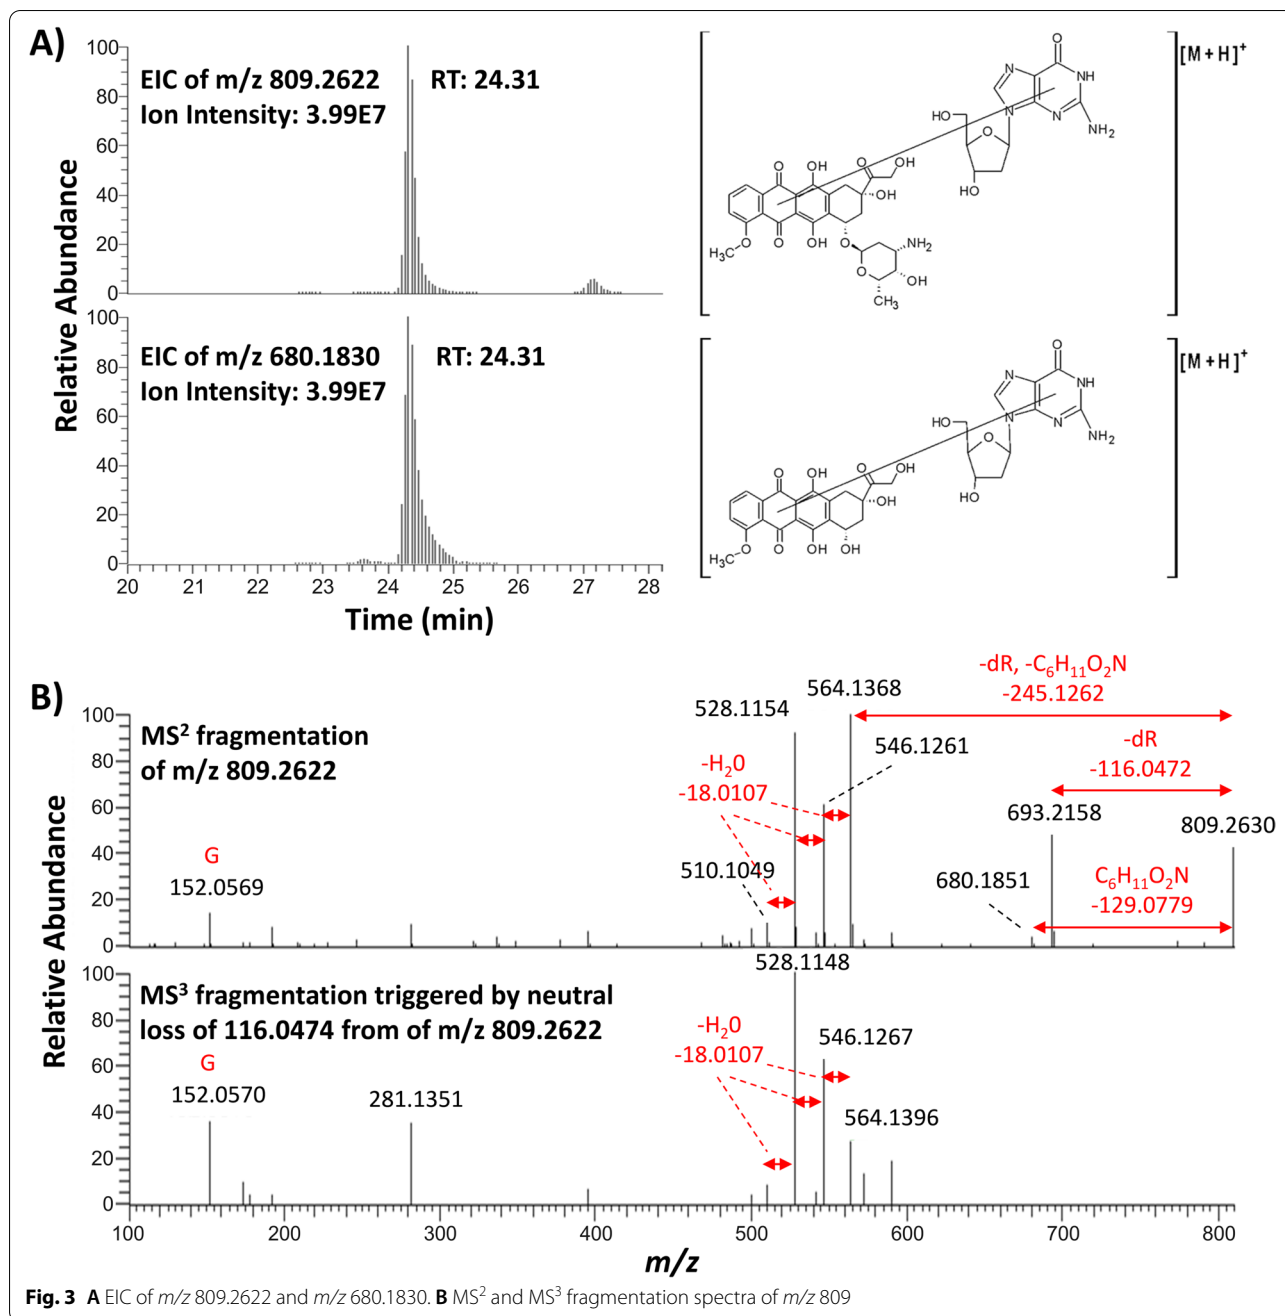 A)
EIC of m/z 809.2622 RT: 24.31
Ion Intensity: 3.99E7
100
80
60
40
20
0
EIC of m/z 680.1830 RT: 24.31
Ion Intensity: 3.99E7
100
80
60
40
20
0
Relative Abundance
20 21 22 23 24 25 26 27 28
Time (min)
[M + H]+
O
N
NH
HO
N
N
NH2
O
HO
O
OH
O
OH
OH
O
O
OH
O
NH2
H3C
O
OH
CH3
[M + H]+
O
N
NH
HO
N
N
NH2
O
HO
O
OH
O
OH
OH
O
O
OH
OH
H3C
B)
MS2 fragmentation
of m/z 809.2622
100
80
60
40
20
0
Relative Abundance
G
152.0569
-H20
-18.0107
510.1049
528.1154
564.1368
546.1261
-dR, -C6H11O2N
-245.1262
-dR
-116.0472
693.2158
809.2630
680.1851
C6H11O2N
-129.0779
MS3 fragmentation triggered by neutral
loss of 116.0474 from of m/z 809.2622
100
80
60
40
20
0
Relative Abundance
G
152.0570
281.1351
-H20
-18.0107
528.1148
546.1267
564.1396
100 200 300 400 500 600 700 800
m/z
Fig. 3 A EIC of m/z 809.2622 and m/z 680.1830. B MS2 and MS3 fragmentation spectra of m/z 809